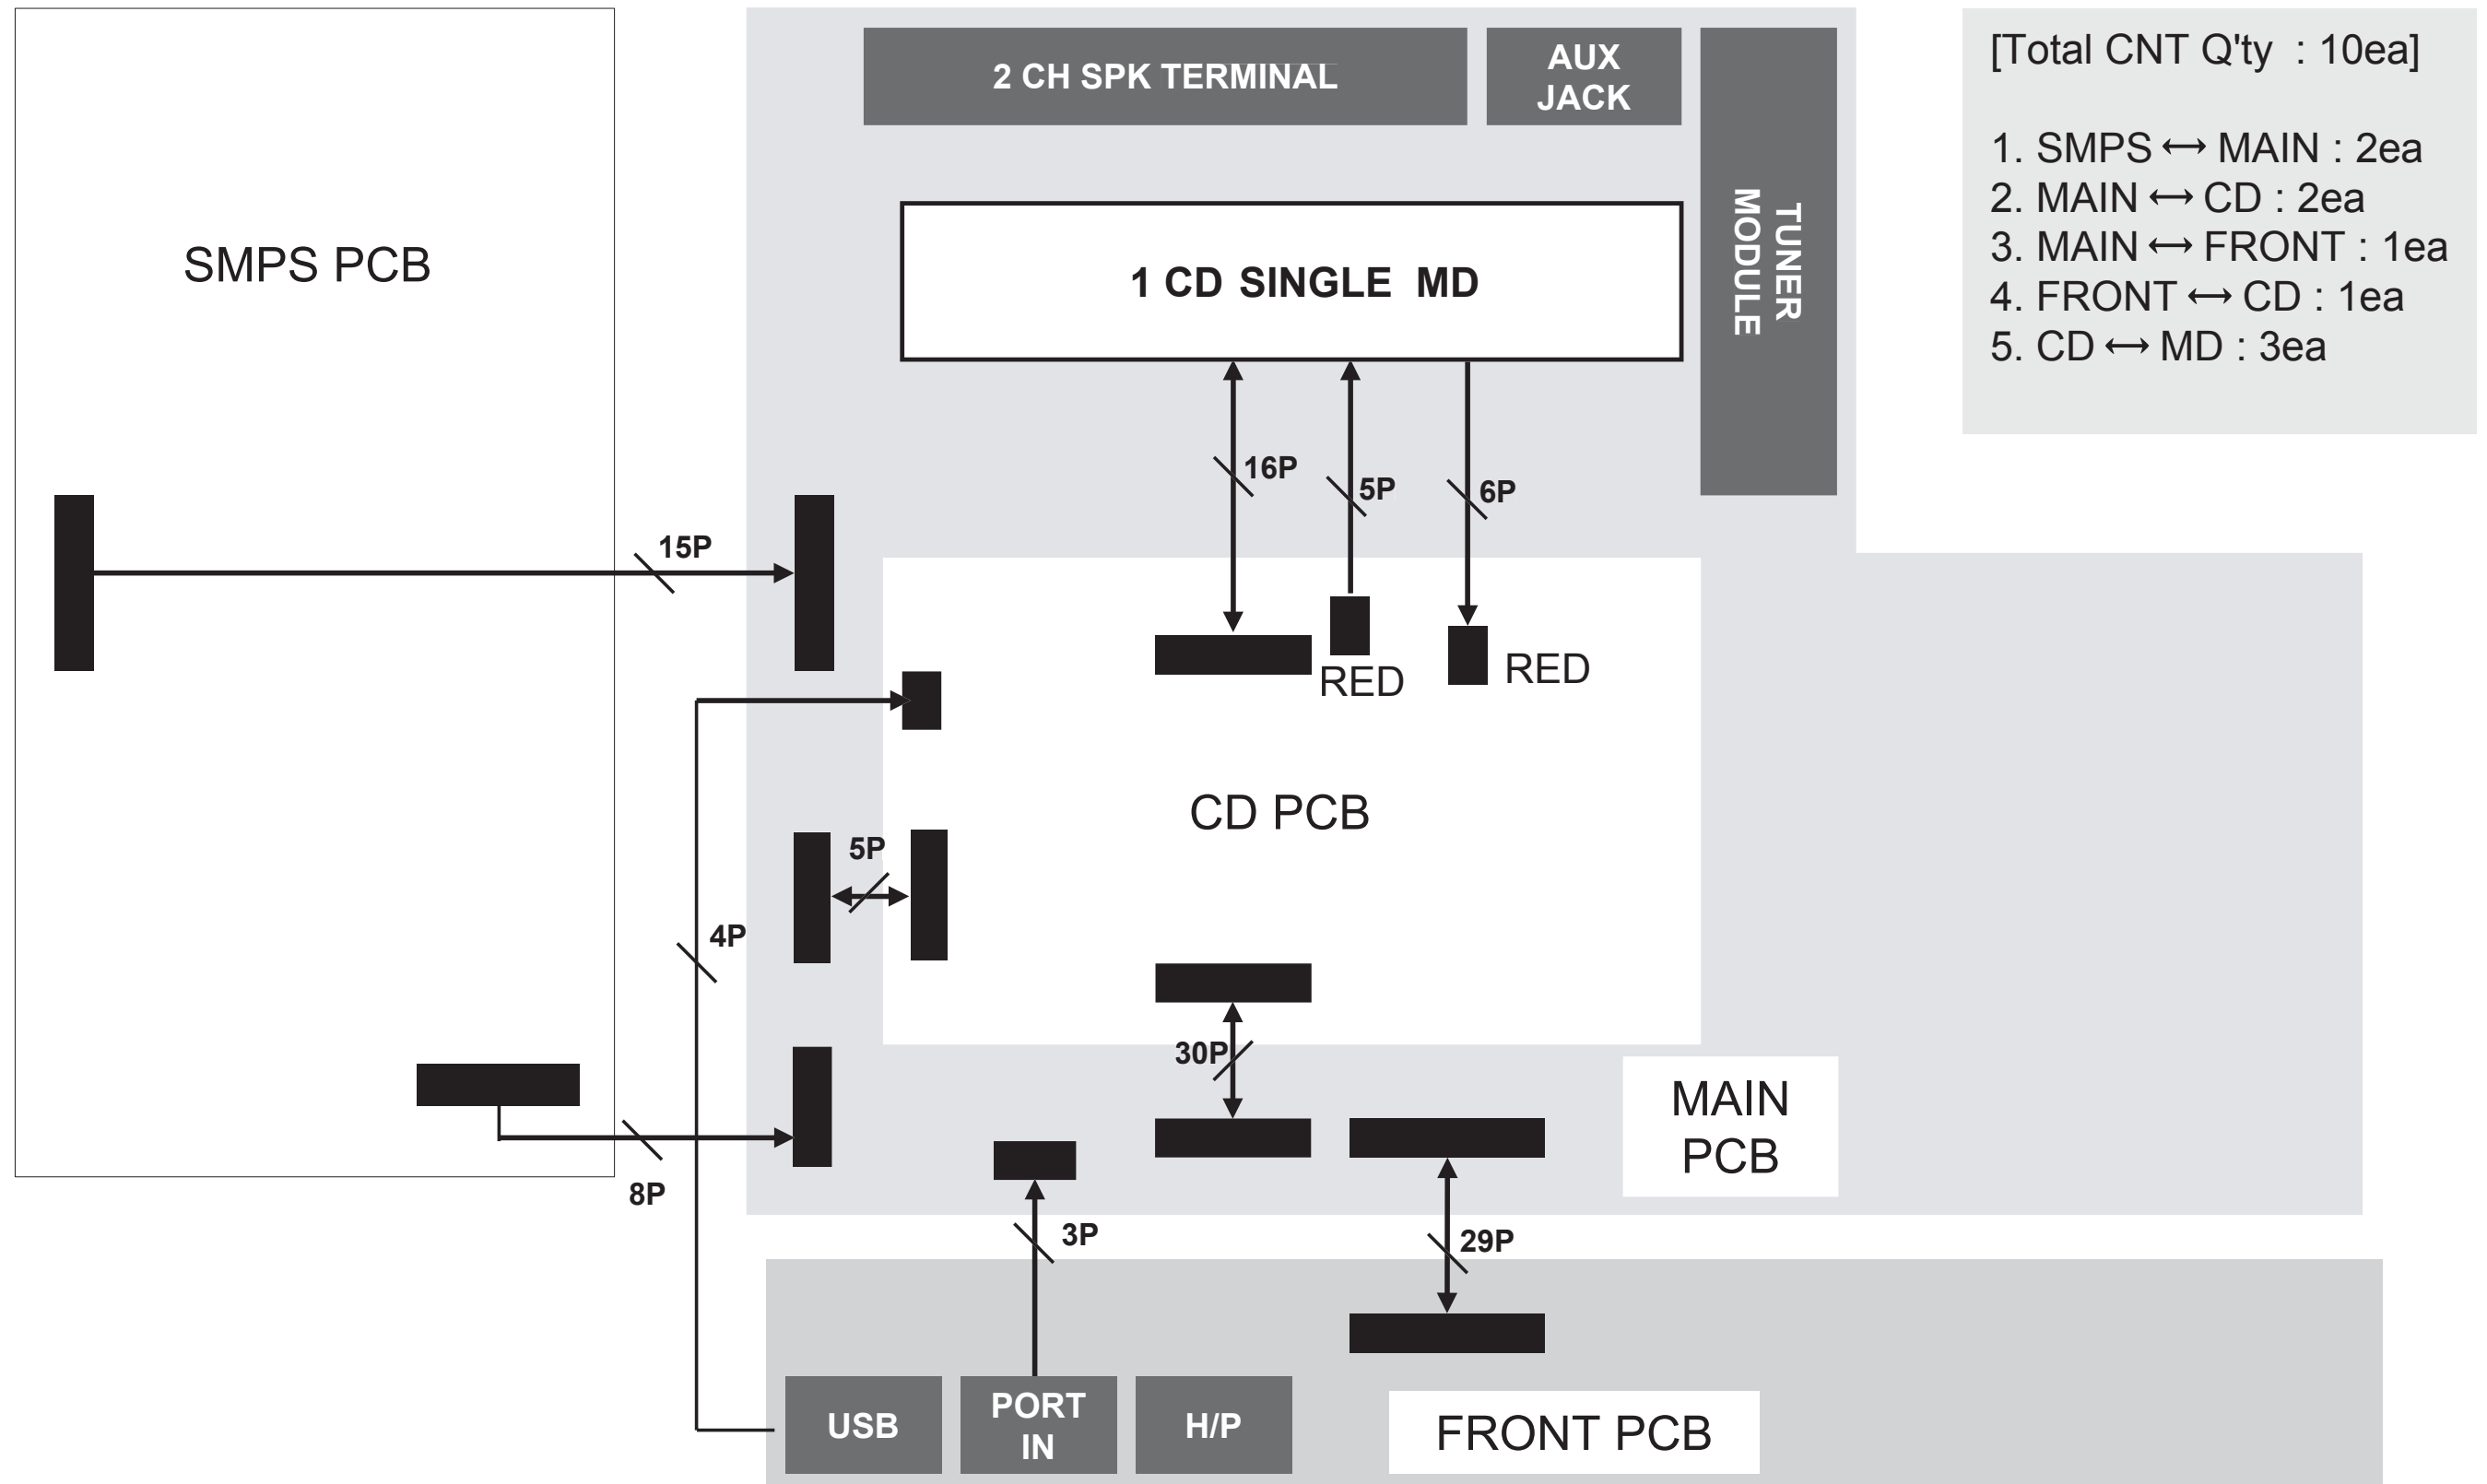 2 CH SPK TERMINAL
AUX
JACK
TUNER
MODULE
[Total CNT Q'ty : 10ea]
1. SMPS ↔ MAIN : 2ea
2. MAIN ↔ CD : 2ea
3. MAIN ↔ FRONT : 1ea
4. FRONT ↔ CD : 1ea
5. CD ↔ MD : 3ea
SMPS PCB
1 CD SINGLE MD
16P
5P
6P
15P
RED
RED
CD PCB
5P
4P
30P
MAIN
PCB
8P
3P
29P
USB
PORT
IN
H/P
FRONT PCB